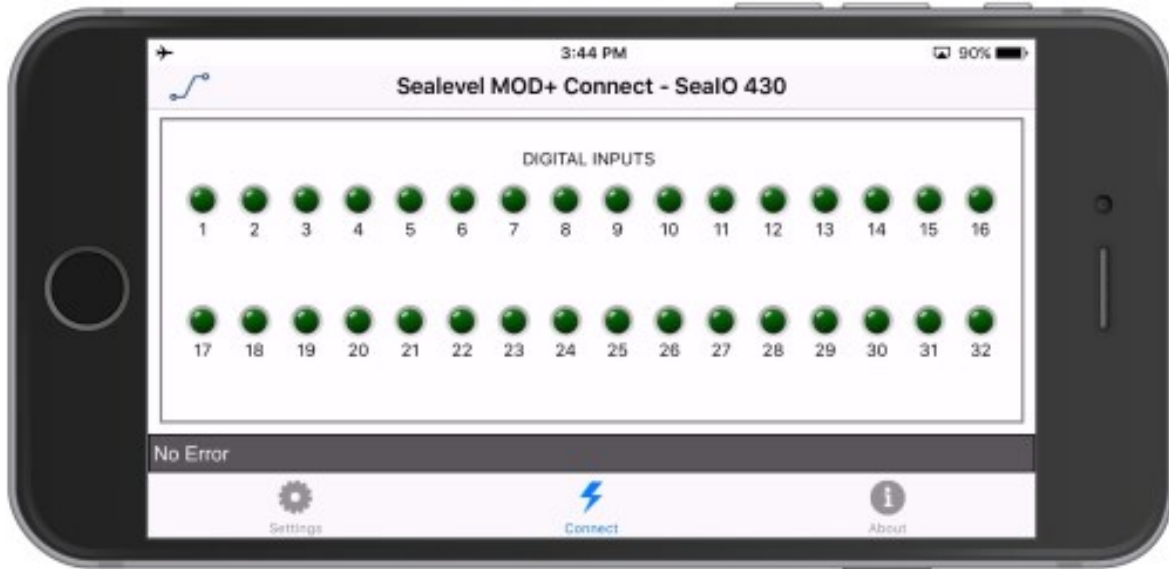 3:44 PM
90%
Sealevel MOD+ Connect - SeaIO 430
DIGITAL INPUTS
1 2 3 4 5 6 7 8 9 10 11 12 13 14 15 16
17 18 19 20 21 22 23 24 25 26 27 28 29 30 31 32
No Error
Settings Connect About